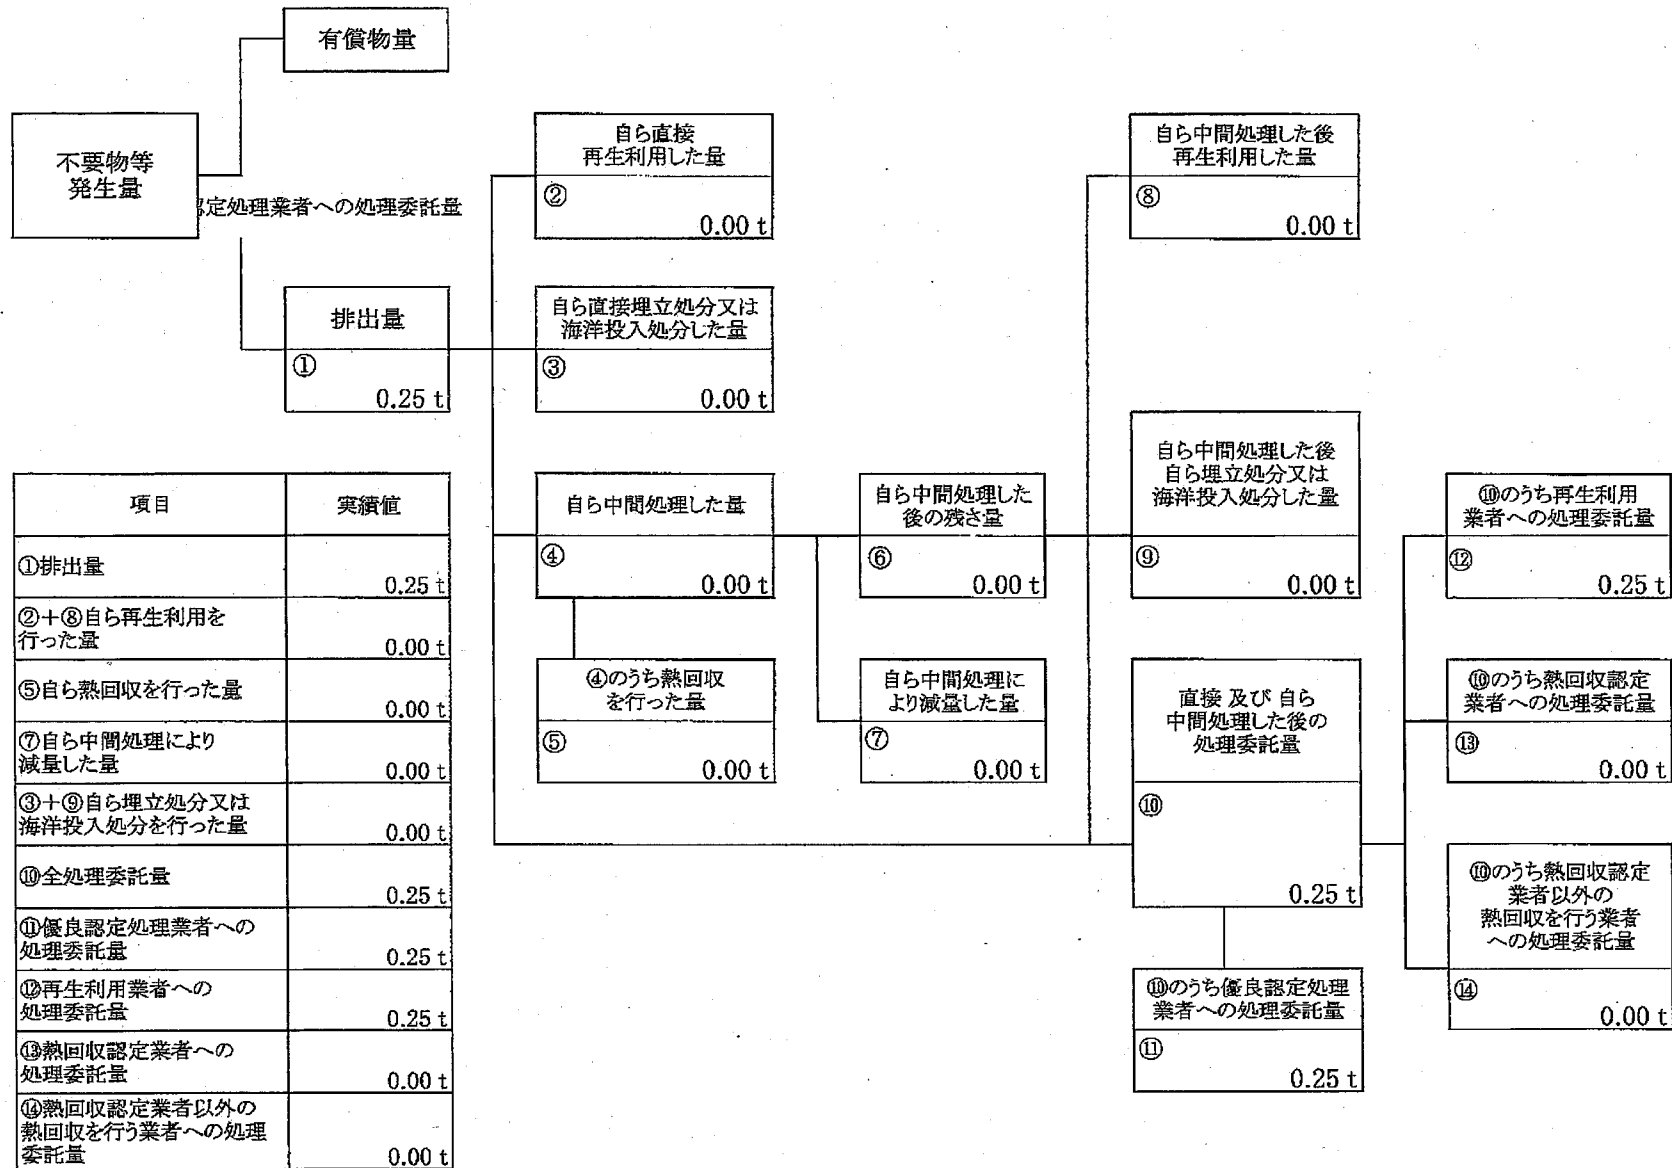 有償物量
不要物等
発生量
定処理業者への処理委託量
自ら直接
再生利用した量
②
0.00 t
自ら中間処理した後
再生利用した量
⑧
0.00 t
排出量
①
0.25 t
自ら直接埋立処分又は
海洋投入処分した量
③
0.00 t
自ら中間処理した量
④
0.00 t
自ら中間処理した
後の残さ量
⑥
0.00 t
自ら中間処理した後
自ら埋立処分又は
海洋投入処分した量
⑨
0.00 t
⑩のうち再生利用
業者への処理委託量
⑫
0.25 t
④のうち熱回収
を行った量
⑤
0.00 t
自ら中間処理に
より減量した量
⑦
0.00 t
直接 及び 自ら
中間処理した後の
処理委託量
⑩
0.25 t
⑩のうち熱回収認定
業者への処理委託量
⑬
0.00 t
⑩のうち熱回収認定
業者以外の
熱回収を行う業者
への処理委託量
⑭
0.00 t
⑩のうち優良認定処理
業者への処理委託量
⑪
0.25 t
項目 実績値
①排出量
0.25 t
②+⑧自ら再生利用を
行った量
0.00 t
⑤自ら熱回収を行った量
0.00 t
⑦自ら中間処理により
減量した量
0.00 t
③+⑨自ら埋立処分又は
海洋投入処分を行った量
0.00 t
⑩全処理委託量
0.25 t
⑪優良認定処理業者への
処理委託量
0.25 t
⑫再生利用業者への
処理委託量
0.25 t
⑬熱回収認定業者への
処理委託量
0.00 t
⑭熱回収認定業者以外の
熱回収を行う業者への処理
委託量
0.00 t